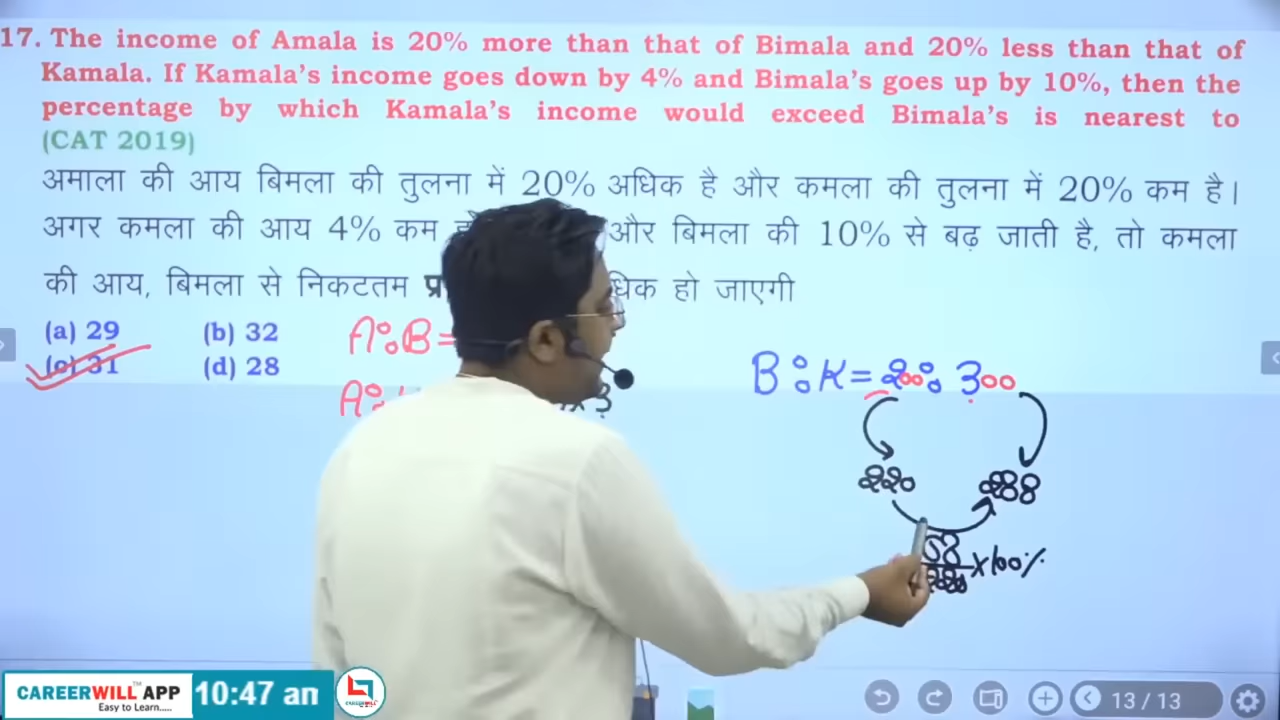 17. The income of Amala is 20% more than that of Bimala and 20% less than that of
Kamala. If Kamala's income goes down by 4% and Bimala's goes up by 10%, then the
percentage by which Kamala's income would exceed Bimala's is nearest to
(CAT 2019)
अमाला की आय बिमला की तुलना में 20% अधिक है और कमला की तुलना में 20% कम है।
अगर कमला की आय 4% कम और बिमला की 10% से बढ़ जाती है, तो कमला
की आय, बिमला से निकटतम हो जाएगी
(a) 29 (b) 32
(c) 31 (d) 28
A:B=
B:K= 200: 300
220 288
68
220 ×100%
CAREERWILL APP
Easy to Learn.....
10:47 an
CAREERWILL
13 / 13